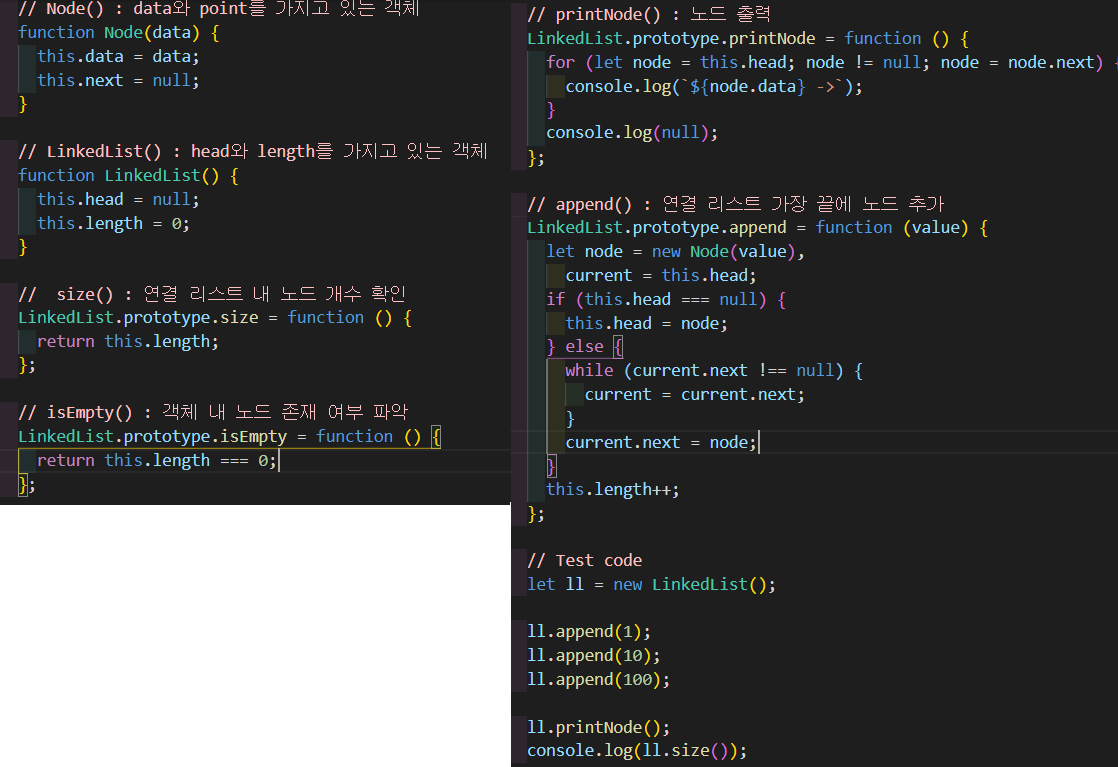 // Node() : data와 point를 가지고 있는 객체
function Node(data) {
  this.data = data;
  this.next = null;
}
// LinkedList() : head와 length를 가지고 있는 객체
function LinkedList() {
  this.head = null;
  this.length = 0;
}
//  size() : 연결 리스트 내 노드 개수 확인
LinkedList.prototype.size = function () {
  return this.length;
};
// isEmpty() : 객체 내 노드 존재 여부 파악
LinkedList.prototype.isEmpty = function () {
  return this.length === 0;
};
// printNode() : 노드 출력
LinkedList.prototype.printNode = function () {
  for (let node = this.head; node != null; node = node.next) {
    console.log(`${node.data} ->`);
  }
  console.log(null);
};
// append() : 연결 리스트 가장 끝에 노드 추가
LinkedList.prototype.append = function (value) {
  let node = new Node(value),
    current = this.head;
  if (this.head === null) {
    this.head = node;
  } else {
    while (current.next !== null) {
      current = current.next;
    }
    current.next = node;
  }
  this.length++;
};
// Test code
let ll = new LinkedList();
ll.append(1);
ll.append(10);
ll.append(100);
ll.printNode();
console.log(ll.size());